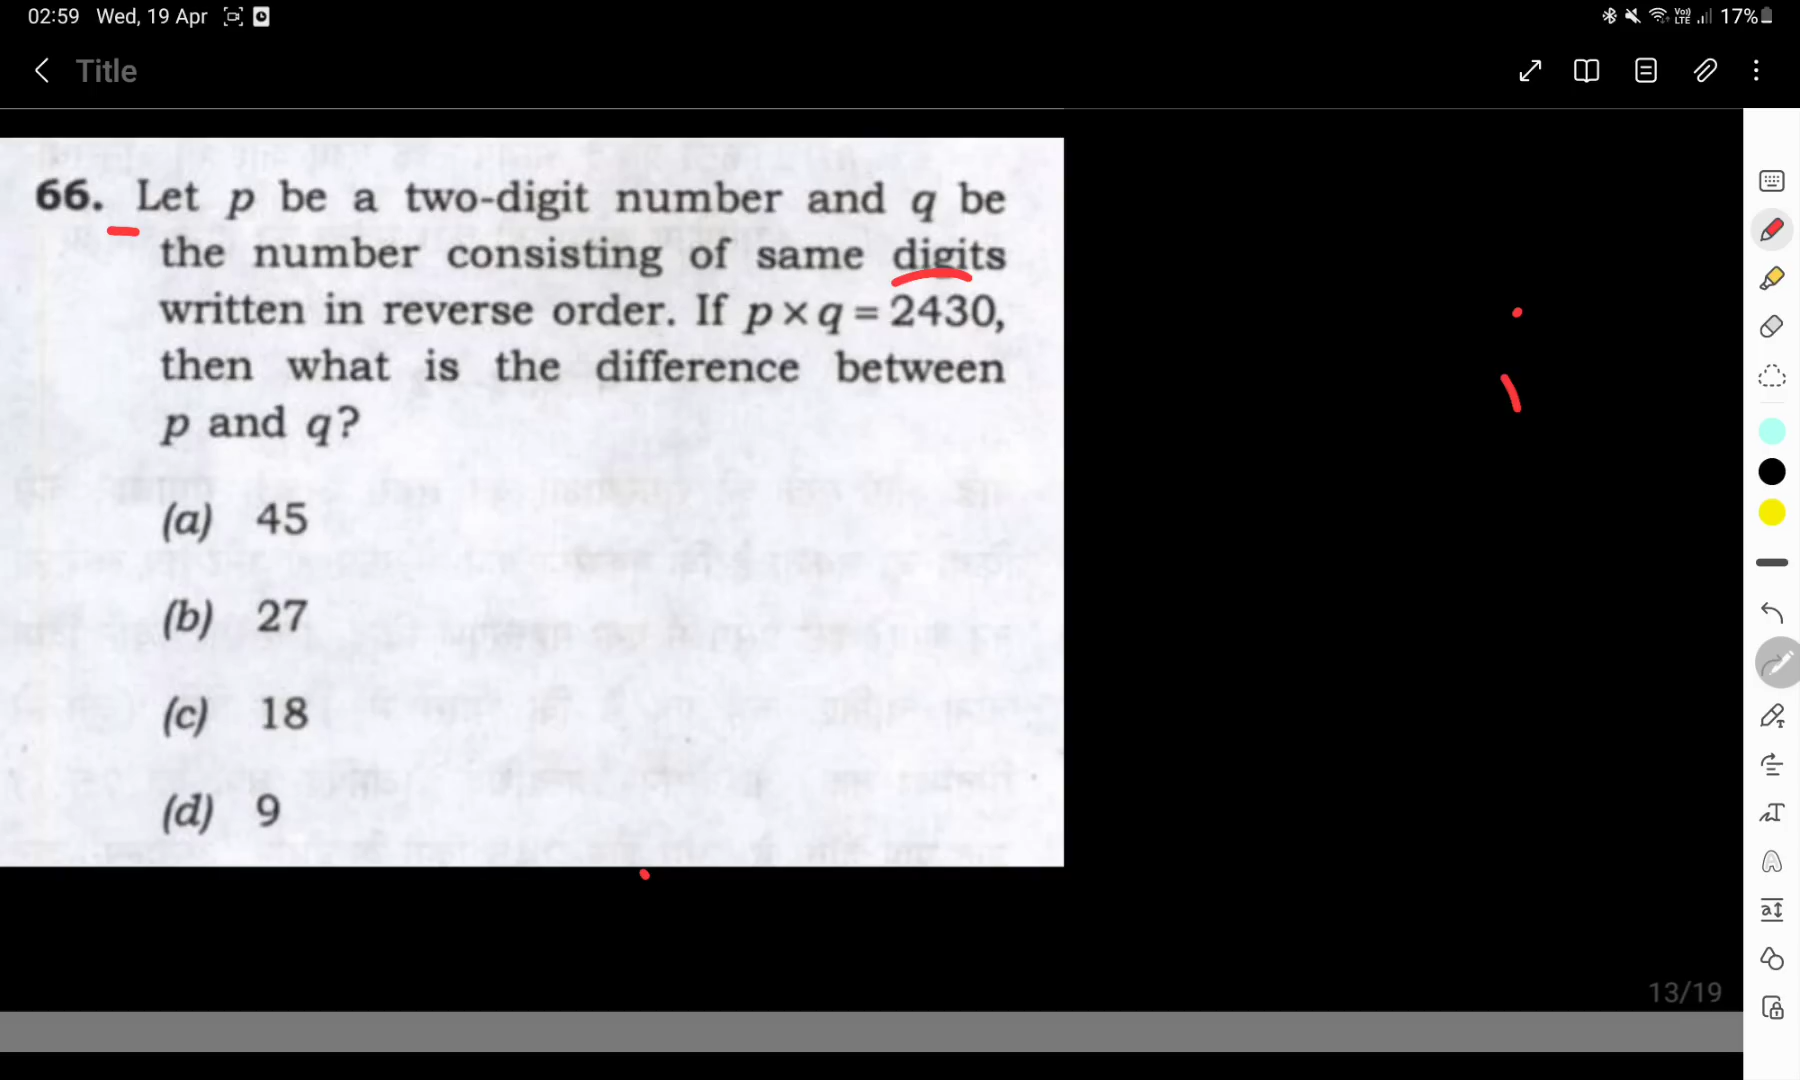 02:59 Wed, 19 Apr
Vo)) LTE 17%
Title
66. Let p be a two-digit number and q be
the number consisting of same digits
written in reverse order. If p × q = 2430,
then what is the difference between
p and q?
(a) 45
(b) 27
(c) 18
(d) 9
13/19